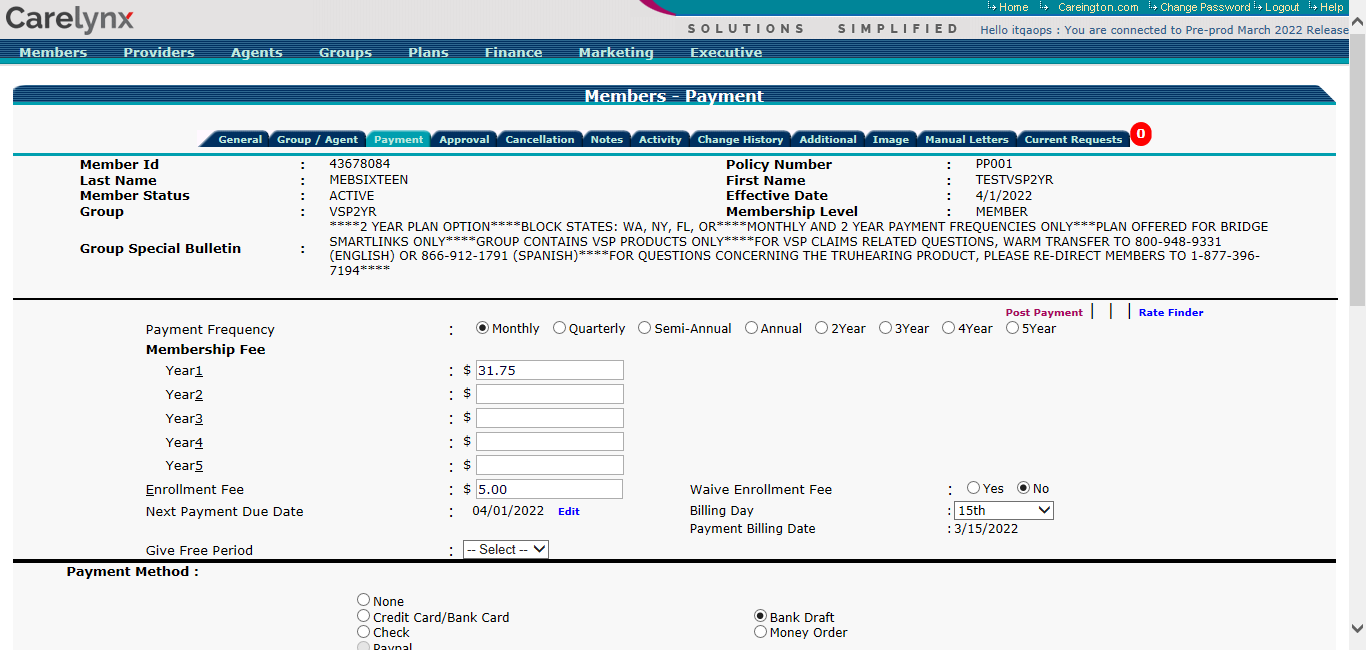 Home Careington.com Change Password Logout Help
Carelynx
SOLUTIONS SIMPLIFIED
Hello itqaops : You are connected to Pre-prod March 2022 Release
Members Providers Agents Groups Plans Finance Marketing Executive
Members - Payment
General Group / Agent Payment Approval Cancellation Notes Activity Change History Additional Image Manual Letters Current Requests 0
Member Id : 43678084 Policy Number : PP001
Last Name : MEBSIXTEEN First Name : TESTVSP2YR
Member Status : ACTIVE Effective Date : 4/1/2022
Group : VSP2YR Membership Level : MEMBER
****2 YEAR PLAN OPTION****BLOCK STATES: WA, NY, FL, OR****MONTHLY AND 2 YEAR PAYMENT FREQUENCIES ONLY***PLAN OFFERED FOR BRIDGE
Group Special Bulletin : SMARTLINKS ONLY****GROUP CONTAINS VSP PRODUCTS ONLY****FOR VSP CLAIMS RELATED QUESTIONS, WARM TRANSFER TO 800-948-9331
(ENGLISH) OR 866-912-1791 (SPANISH)****FOR QUESTIONS CONCERNING THE TRUHEARING PRODUCT, PLEASE RE-DIRECT MEMBERS TO 1-877-396-
7194****
Post Payment | | | Rate Finder
Payment Frequency : Monthly Quarterly Semi-Annual Annual 2Year 3Year 4Year 5Year
Membership Fee
Year1 : $ 31.75
Year2 : $
Year3 : $
Year4 : $
Year5 : $
Enrollment Fee : $ 5.00 Waive Enrollment Fee : Yes No
Next Payment Due Date : 04/01/2022 Edit Billing Day : 15th
Payment Billing Date : 3/15/2022
Give Free Period : -- Select --
Payment Method :
None
Credit Card/Bank Card Bank Draft
Check Money Order
Paypal